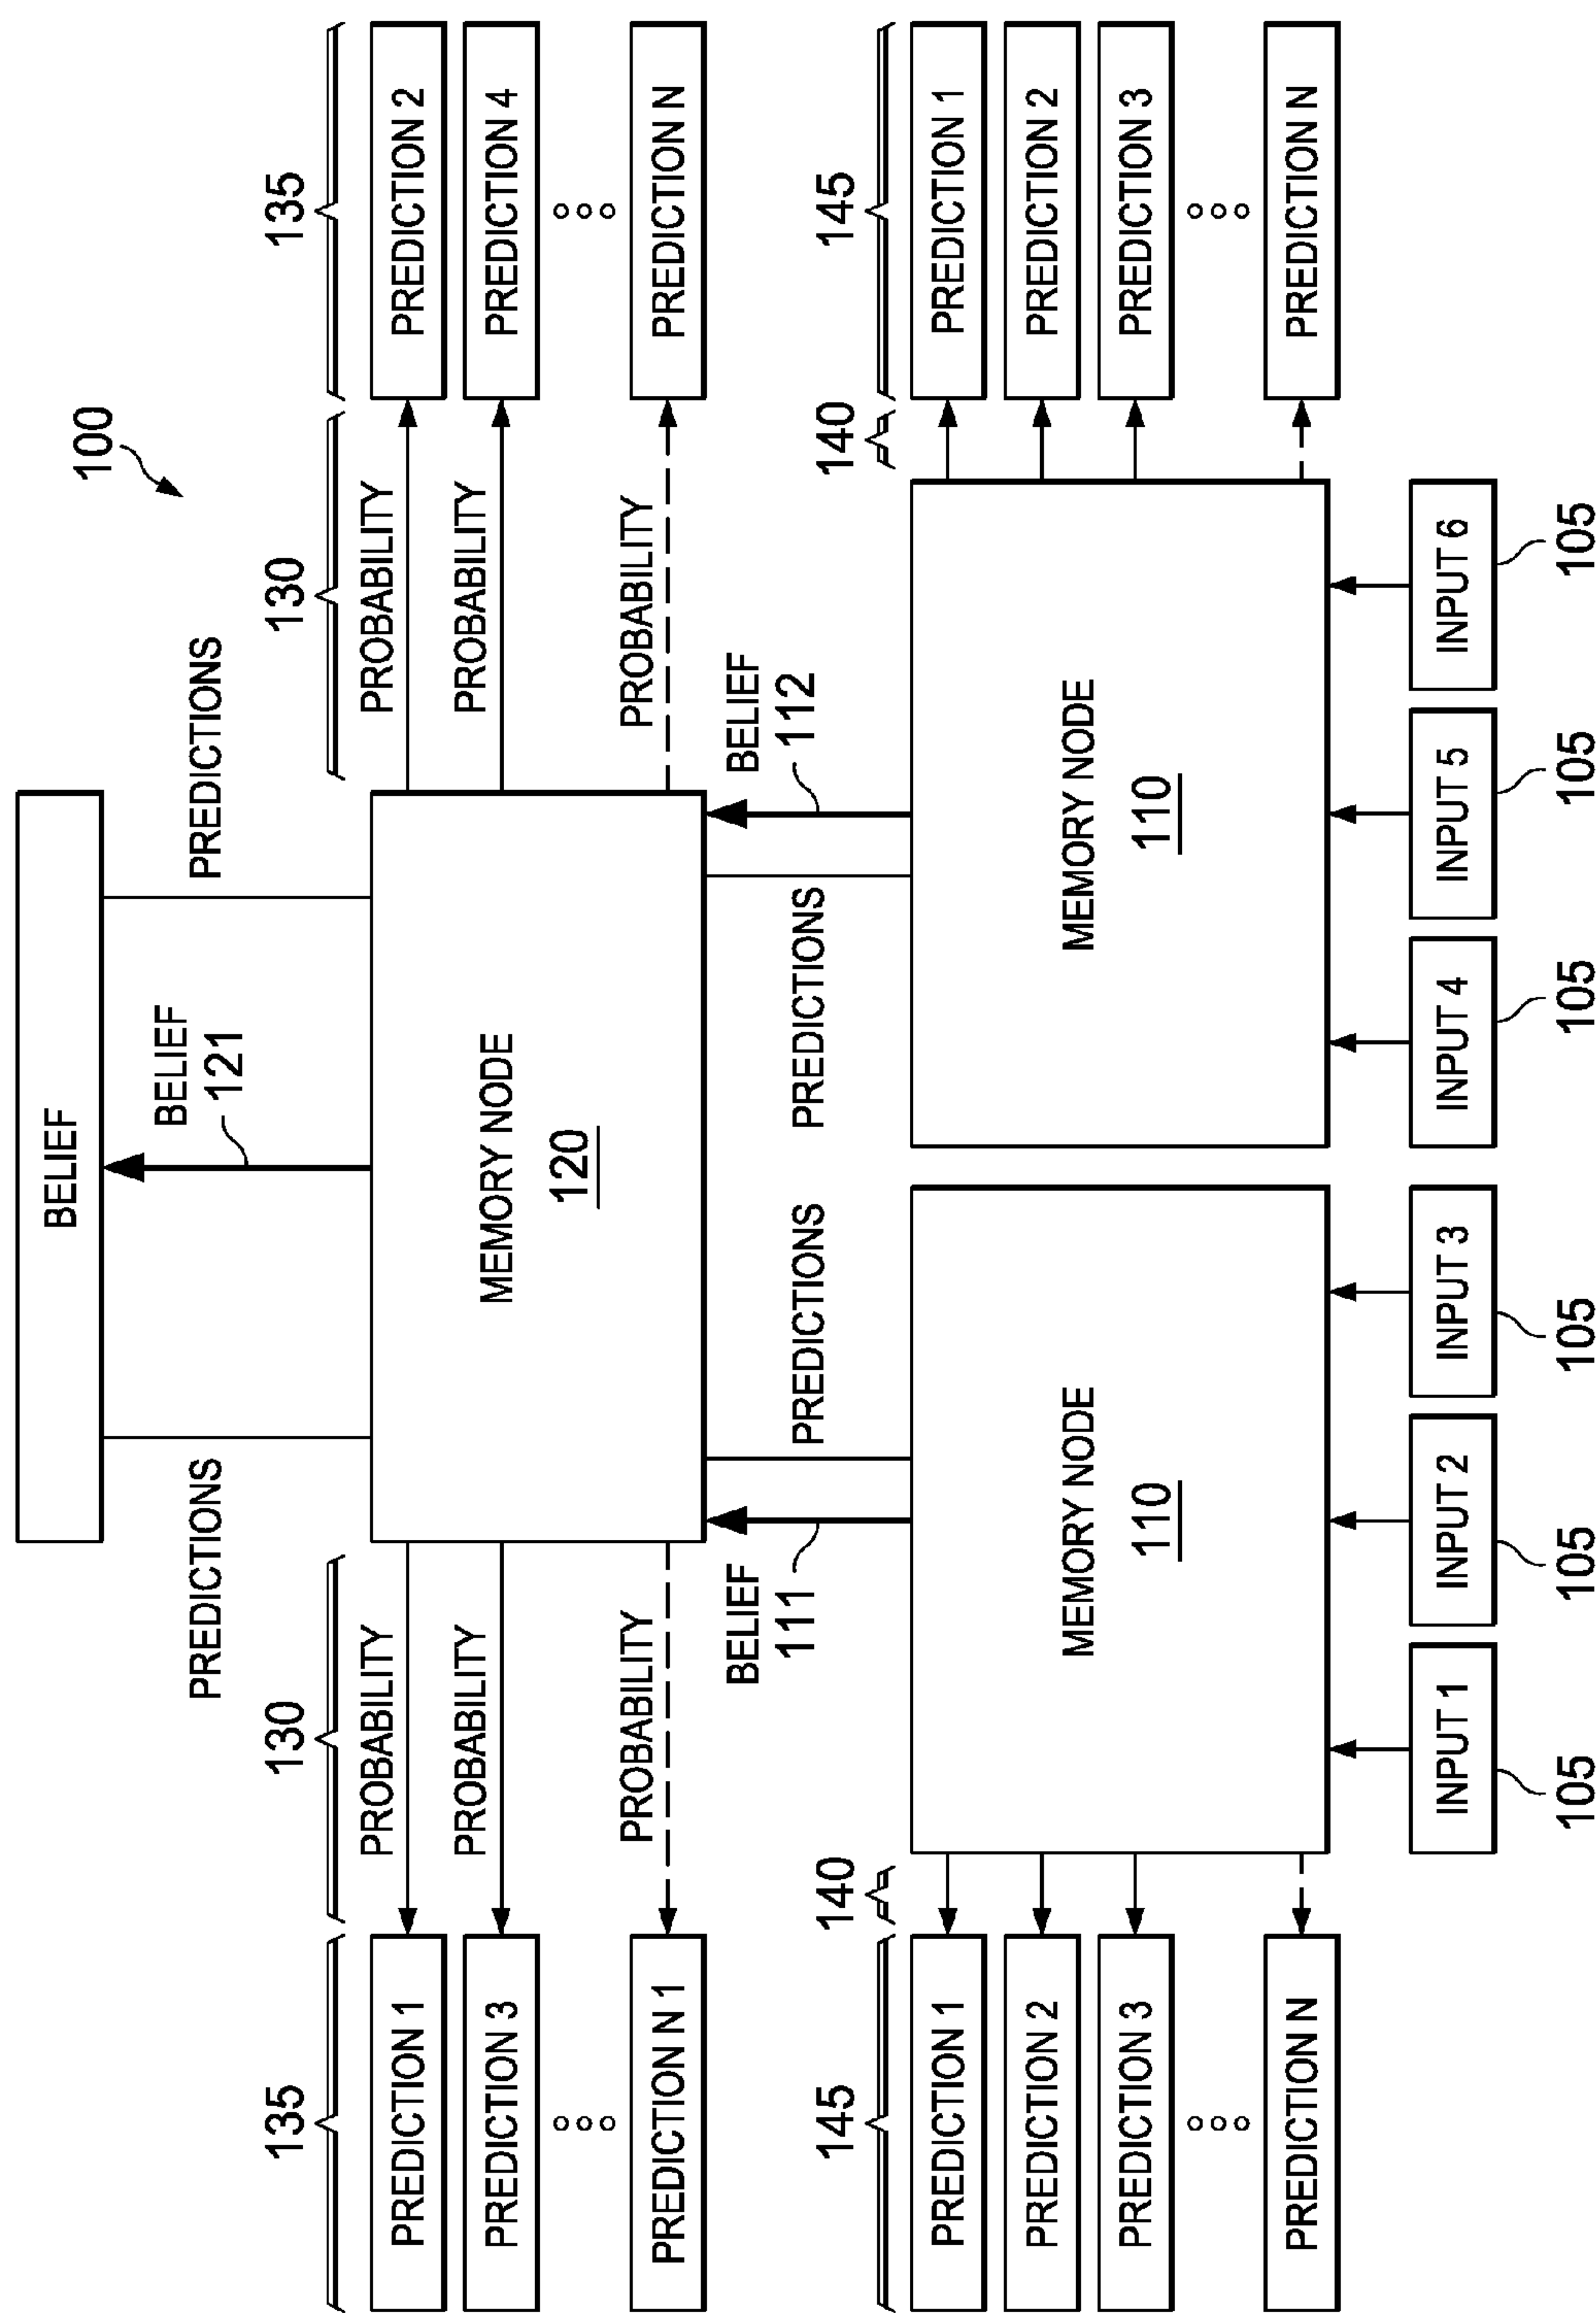 100
BELIEF
PREDICTIONS
BELIEF
121
PREDICTIONS
135
130
130
135
PREDICTION 1
PROBABILITY
MEMORY NODE
120
PROBABILITY
PREDICTION 2
PREDICTION 3
PROBABILITY
PROBABILITY
PREDICTION 4
PREDICTION N 1
PROBABILITY
PROBABILITY
PREDICTION N
BELIEF
111
PREDICTIONS
PREDICTIONS
BELIEF
112
145
140
140
145
PREDICTION 1
PREDICTION 2
PREDICTION 3
PREDICTION N
MEMORY NODE
110
MEMORY NODE
110
PREDICTION 1
PREDICTION 2
PREDICTION 3
PREDICTION N
INPUT 1
INPUT 2
INPUT 3
INPUT 4
INPUT 5
INPUT 6
105
105
105
105
105
105